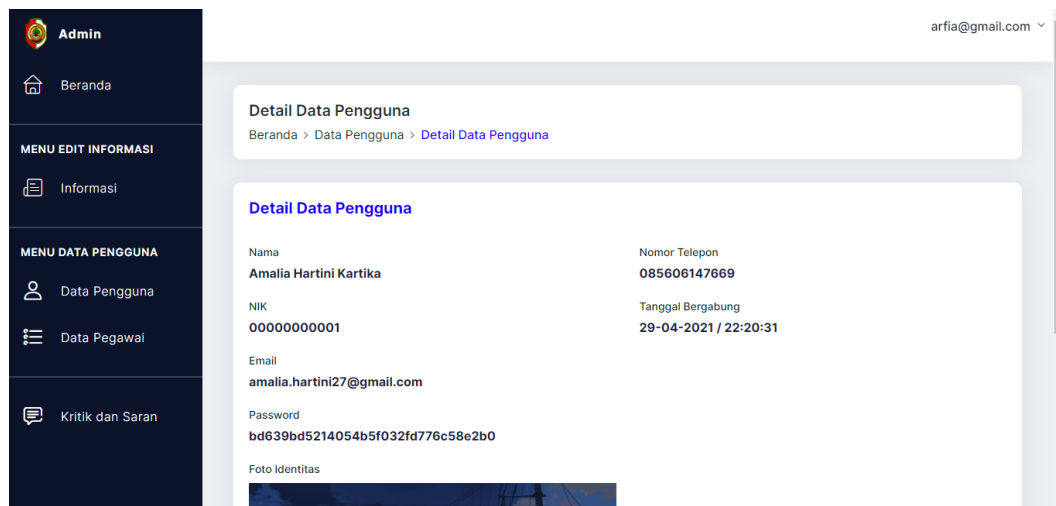 Admin
arfia@gmail.com
Beranda
MENU EDIT INFORMASI
Informasi
MENU DATA PENGGUNA
Data Pengguna
Data Pegawai
Kritik dan Saran
Detail Data Pengguna
Beranda > Data Pengguna > Detail Data Pengguna
Detail Data Pengguna
Nama
Amalia Hartini Kartika
NIK
00000000001
Email
amalia.hartini27@gmail.com
Password
bd639bd5214054b5f032fd776c58e2b0
Foto Identitas
Nomor Telepon
085606147669
Tanggal Bergabung
29-04-2021 / 22:20:31